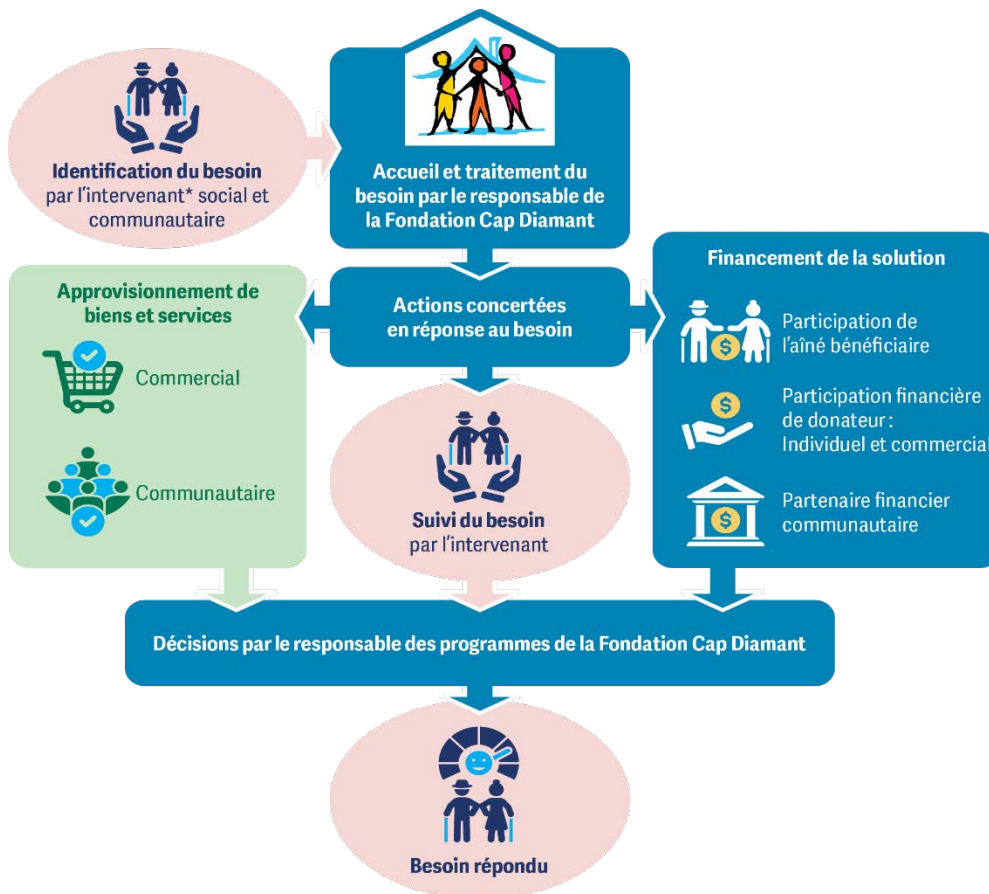 Identification du besoin
par l'intervenant* social et
communautaire
Accueil et traitement du
besoin par le responsable de
la Fondation Cap Diamant
Approvisionnement de
biens et services
Commercial
Communautaire
Actions concertées
en réponse au besoin
Financement de la solution
$
Participation de
l'aîné bénéficiaire
$
Participation financière
de donateur :
Individuel et commercial
$
Partenaire financier
communautaire
Suivi du besoin
par l'intervenant
Décisions par le responsable des programmes de la Fondation Cap Diamant
Besoin répondu